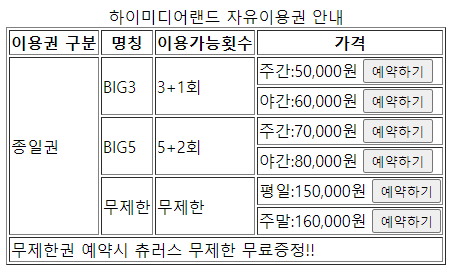 하이미디어랜드 자유이용권 안내
이용권 구분 명칭 이용가능횟수 가격
종일권 BIG3 3+1회 주간:50,000원 예약하기
야간:60,000원 예약하기
BIG5 5+2회 주간:70,000원 예약하기
야간:80,000원 예약하기
무제한 무제한 평일:150,000원 예약하기
주말:160,000원 예약하기
무제한권 예약시 츄러스 무제한 무료증정!!